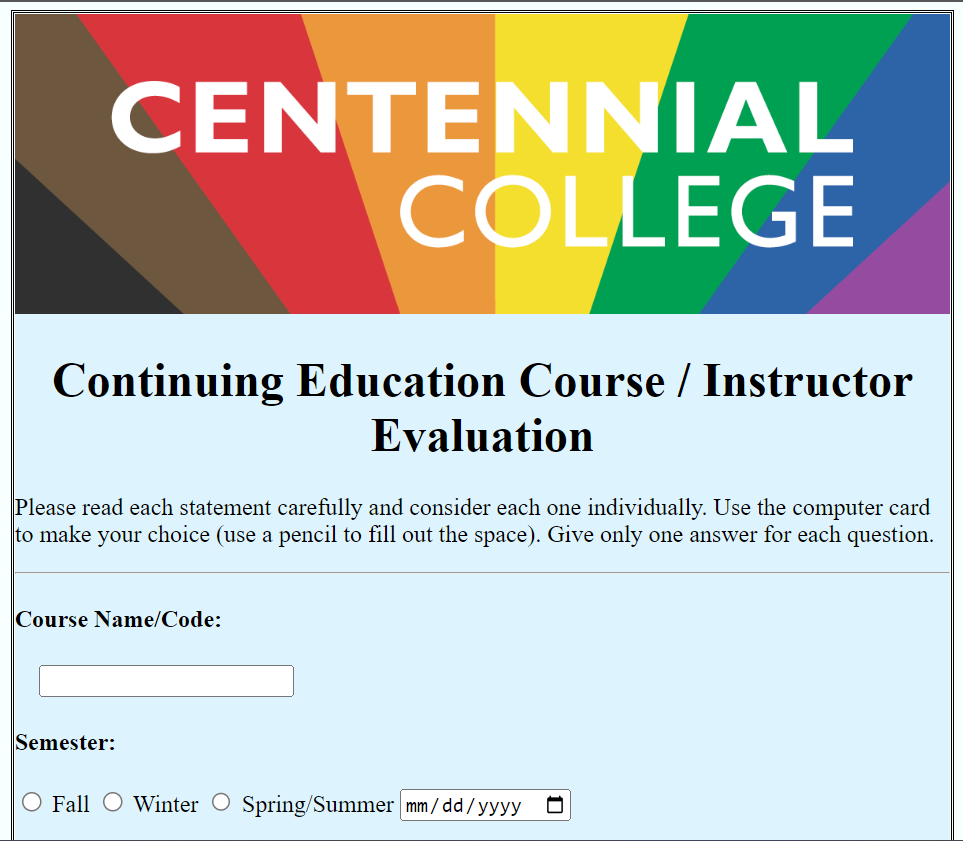 CENTENNIAL
COLLEGE
Continuing Education Course / Instructor
Evaluation
Please read each statement carefully and consider each one individually. Use the computer card
to make your choice (use a pencil to fill out the space). Give only one answer for each question.
Course Name/Code:
Semester:
Fall Winter Spring/Summer mm/dd/yyyy